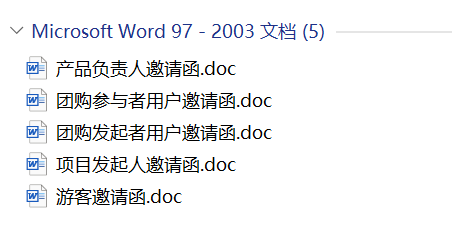 Microsoft Word 97 - 2003 文档 (5)
产品负责人邀请函.doc
团购参与者用户邀请函.doc
团购发起者用户邀请函.doc
项目发起人邀请函.doc
游客邀请函.doc